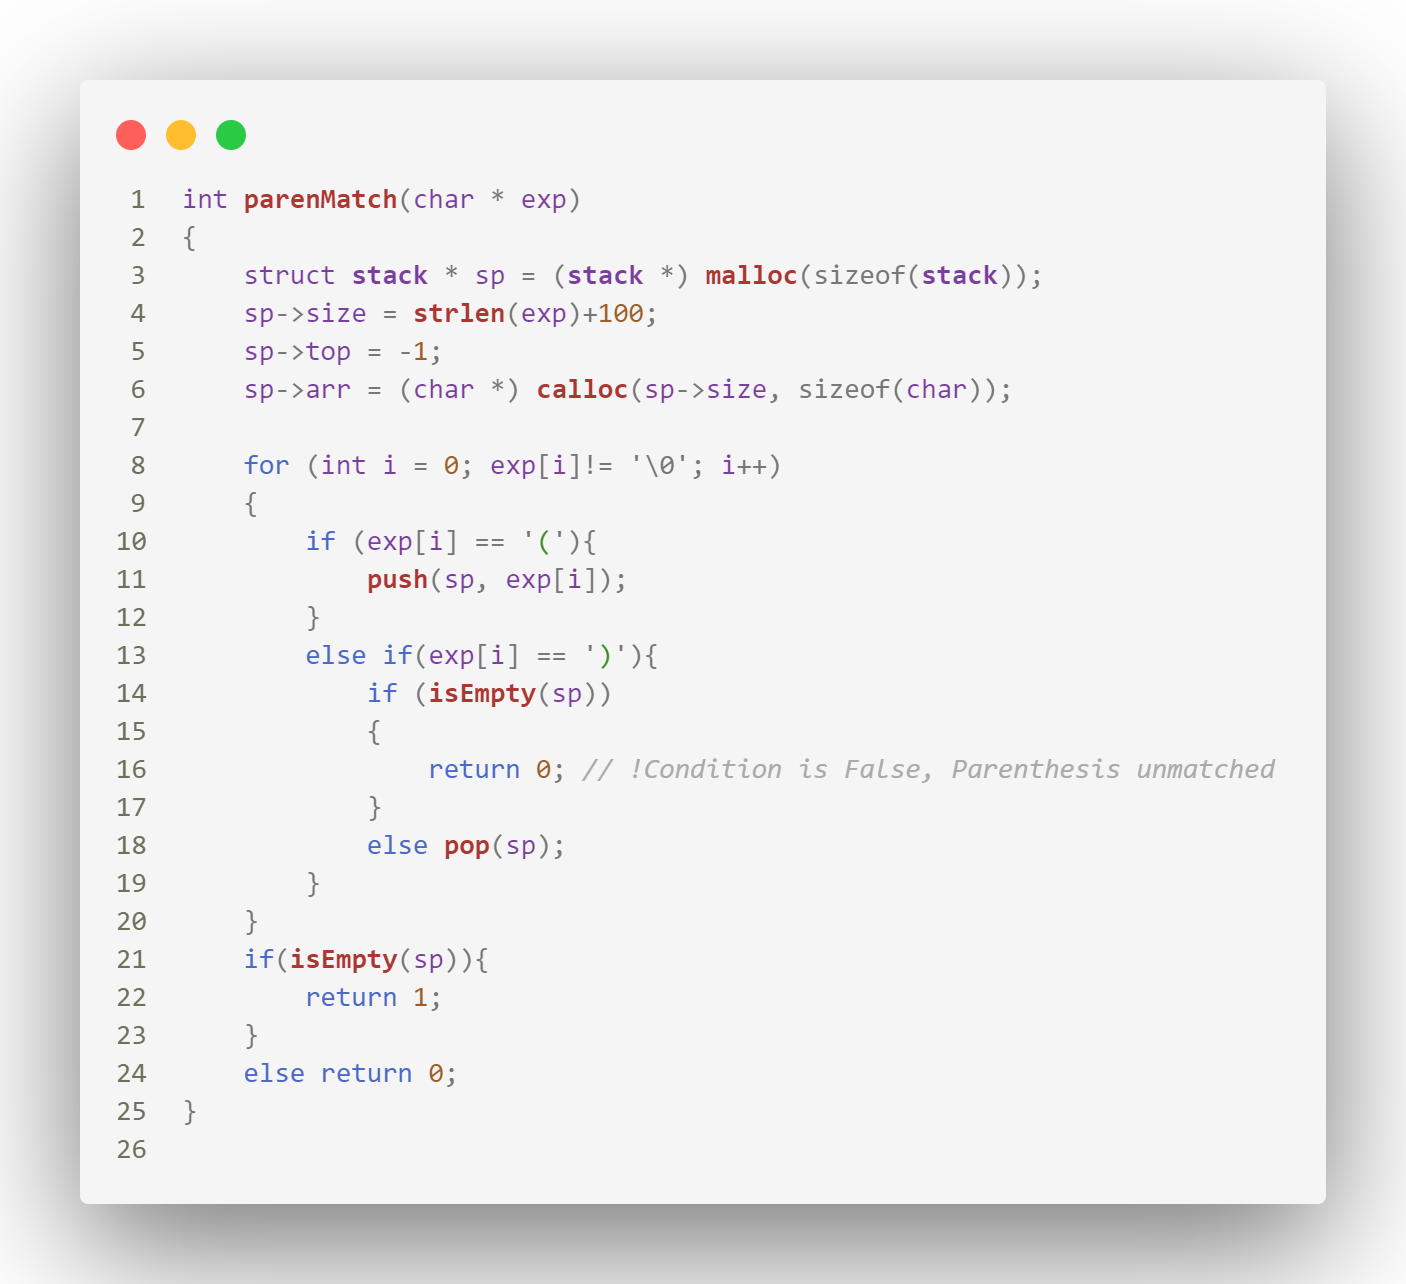 1 int parenMatch(char * exp)
2 {
3     struct stack * sp = (stack *) malloc(sizeof(stack));
4     sp->size = strlen(exp)+100;
5     sp->top = -1;
6     sp->arr = (char *) calloc(sp->size, sizeof(char));
7
8     for (int i = 0; exp[i]!= '\0'; i++)
9     {
10         if (exp[i] == '('){
11             push(sp, exp[i]);
12         }
13         else if(exp[i] == ')'){
14             if (isEmpty(sp))
15             {
16                 return 0; // !Condition is False, Parenthesis unmatched
17             }
18             else pop(sp);
19         }
20     }
21     if(isEmpty(sp)){
22         return 1;
23     }
24     else return 0;
25 }
26